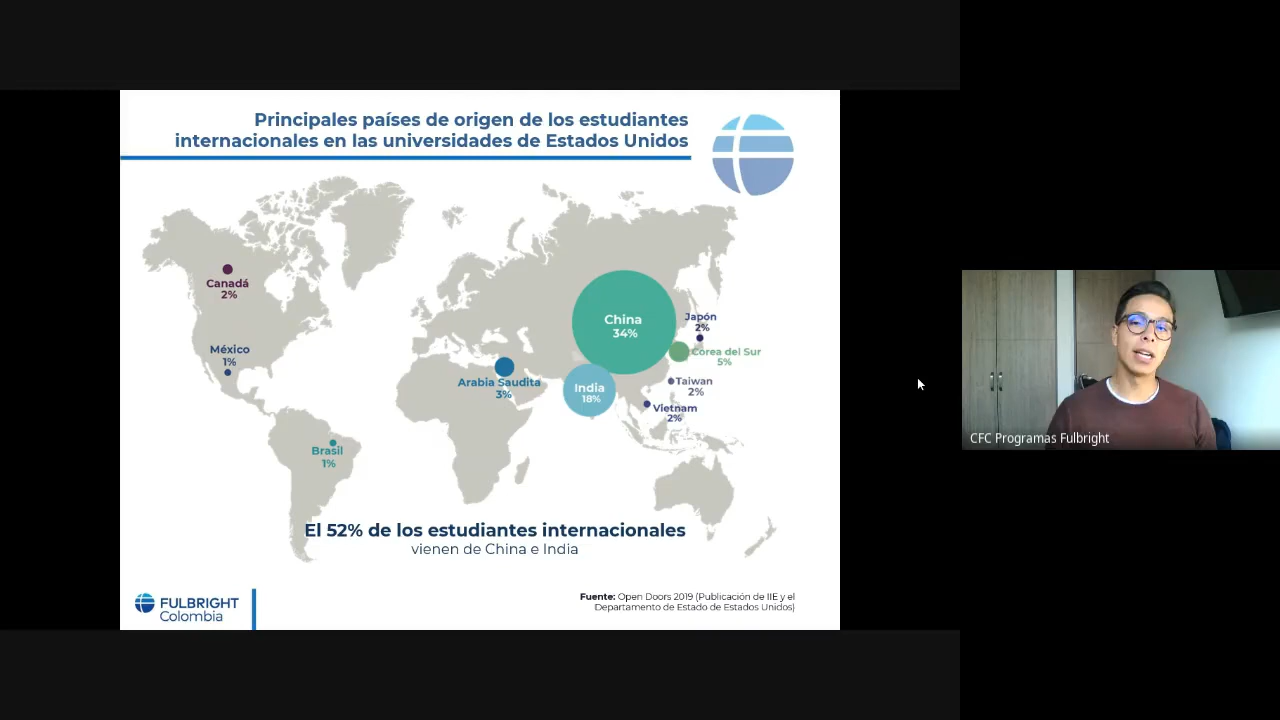 Principales países de origen de los estudiantes
internacionales en las universidades de Estados Unidos
Canadá
2%
México
1%
Brasil
1%
Arabia Saudita
3%
China
34%
India
18%
Japón
2%
Corea del Sur
5%
Taiwan
2%
Vietnam
2%
El 52% de los estudiantes internacionales
vienen de China e India
FULBRIGHT
Colombia
Fuente: Open Doors 2019 (Publicación de IIE y el
Departamento de Estado de Estados Unidos)
CFC Programas Fulbright